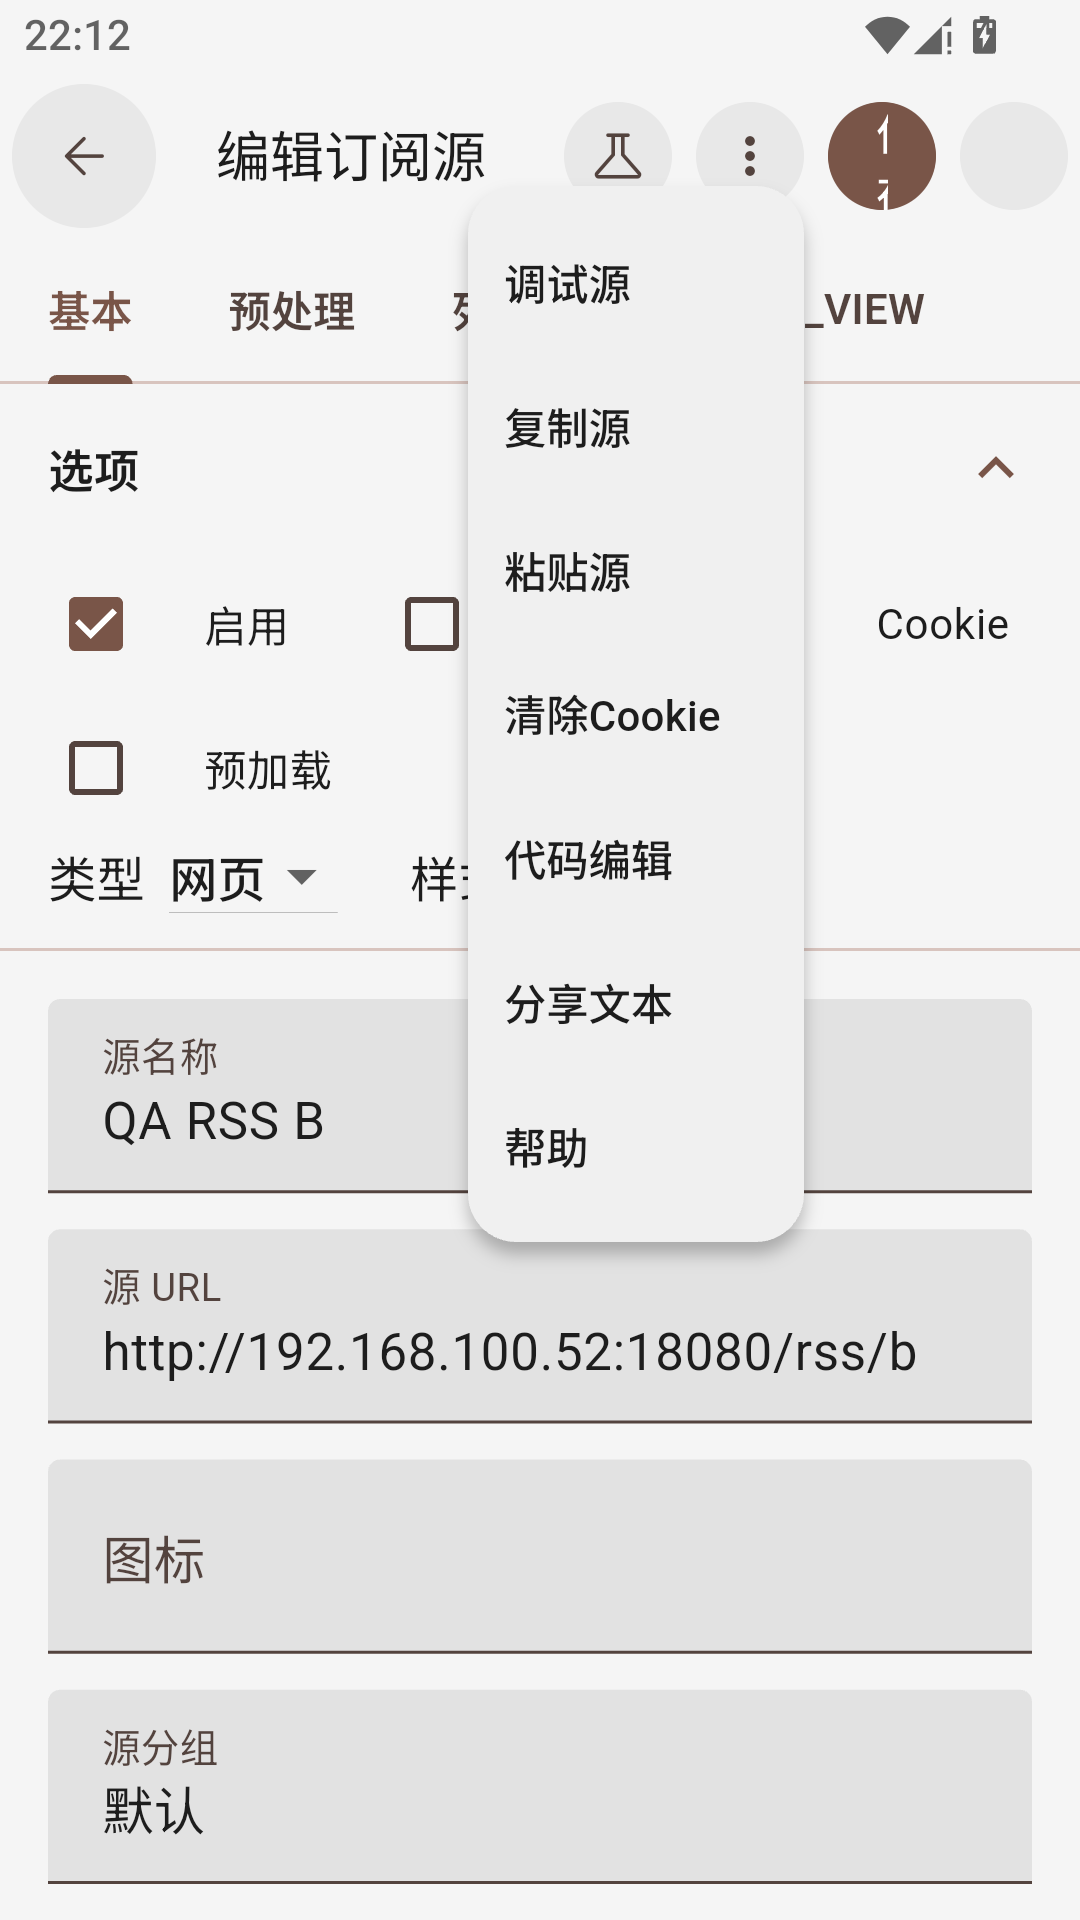 22:12
编辑订阅源
基本
预处理
_VIEW
选项
启用
Cookie
预加载
类型
网页
样
调试源
复制源
粘贴源
清除Cookie
代码编辑
分享文本
帮助
源名称
QA RSS B
源 URL
http://192.168.100.52:18080/rss/b
图标
源分组
默认